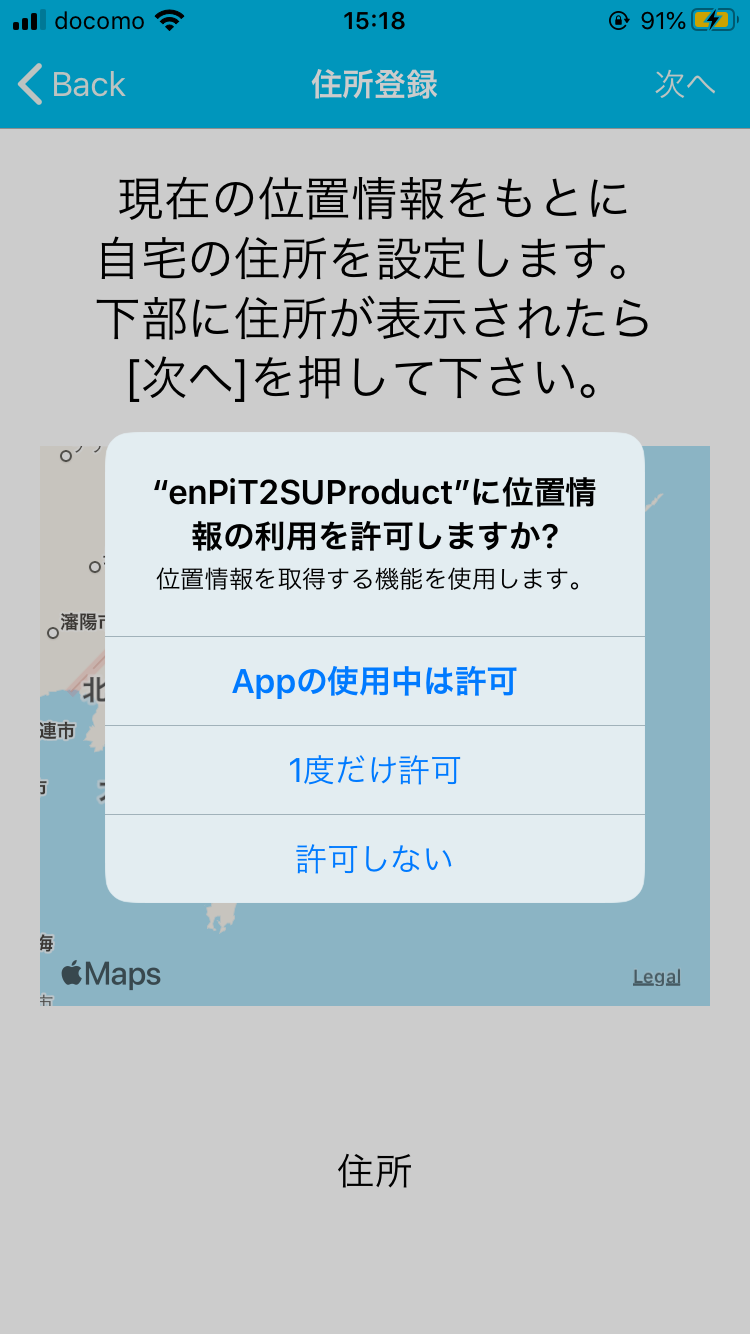 docomo 15:18 91%
Back 住所登録 次へ
現在の位置情報をもとに
自宅の住所を設定します。
下部に住所が表示されたら
[次へ]を押して下さい。
“enPiT2SUProduct”に位置情
報の利用を許可しますか?
位置情報を取得する機能を使用します。
瀋陽市
北
Appの使用中は許可
連市
1度だけ許可
許可しない
海
Maps
Legal
市
住所